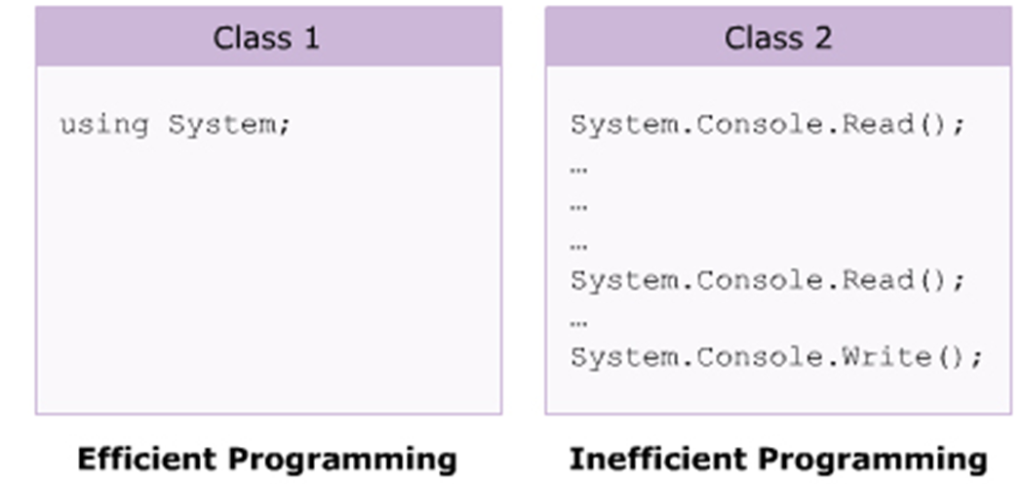 Class 1
using System;
Efficient Programming
Class 2
System.Console.Read();
…
…
…
System.Console.Read();
…
System.Console.Write();
Inefficient Programming